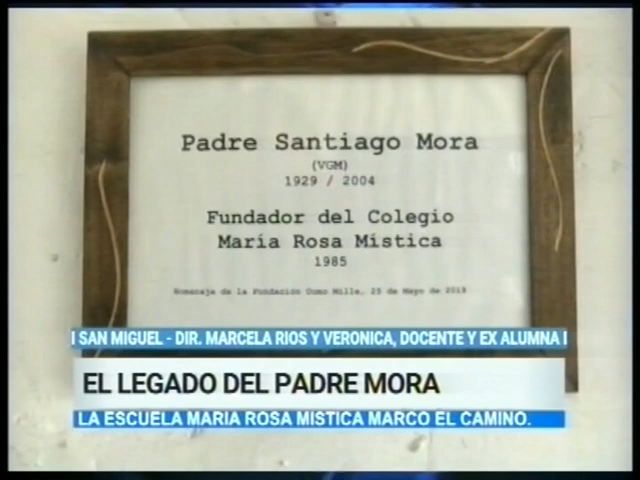 Padre Santiago Mora
(VGM)
1929 / 2004
Fundador del Colegio
María Rosa Mística
1985
Homenaje de la Fundación Como Mille, 25 de Mayo de 2019
| SAN MIGUEL - DIR. MARCELA RIOS Y VERONICA, DOCENTE Y EX ALUMNA |
EL LEGADO DEL PADRE MORA
LA ESCUELA MARIA ROSA MISTICA MARCO EL CAMINO.